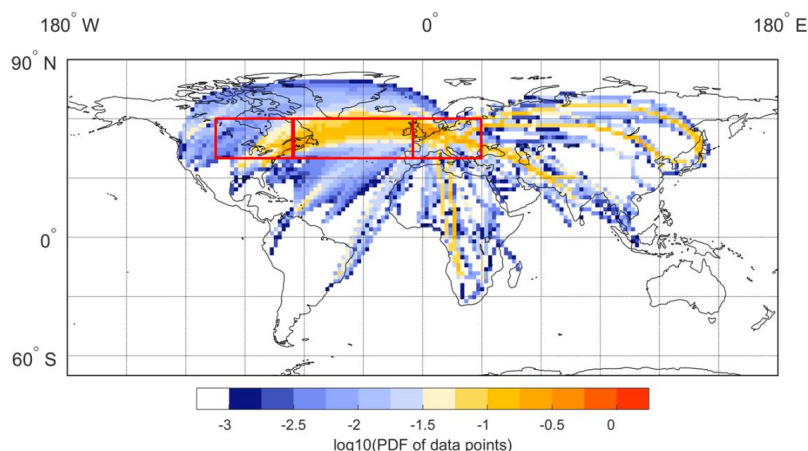 180° W 0° 180° E
90° N
0°
60° S
-3 -2.5 -2 -1.5 -1 -0.5 0
log10(PDF of data points)